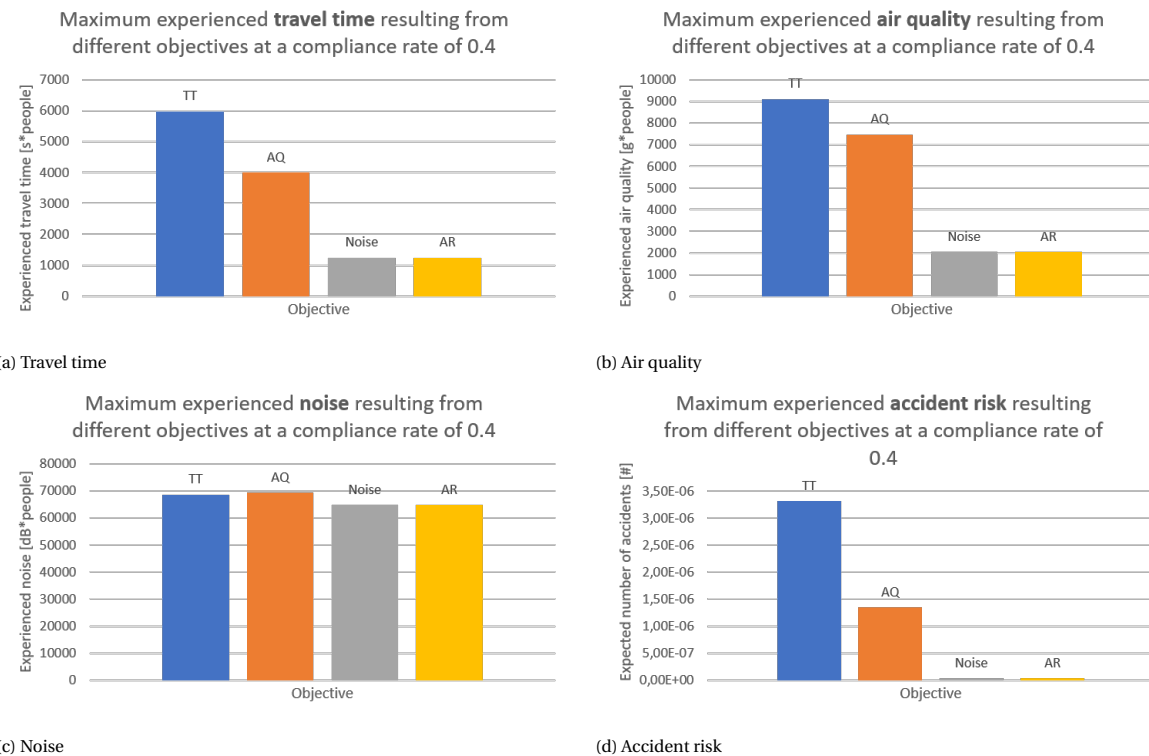 Maximum experienced travel time resulting from
different objectives at a compliance rate of 0.4
Experienced travel time [s*people]
7000
6000
5000
4000
3000
2000
1000
0
TT
AQ
Noise
AR
Objective
(a) Travel time
Maximum experienced air quality resulting from
different objectives at a compliance rate of 0.4
Experienced air quality [g*people]
10000
9000
8000
7000
6000
5000
4000
3000
2000
1000
0
TT
AQ
Noise
AR
Objective
(b) Air quality
Maximum experienced noise resulting from
different objectives at a compliance rate of 0.4
Experienced noise [dB*people]
80000
70000
60000
50000
40000
30000
20000
10000
0
TT
AQ
Noise
AR
Objective
(c) Noise
Maximum experienced accident risk resulting
from different objectives at a compliance rate of
0.4
Expected number of accidents [#]
3,50E-06
3,00E-06
2,50E-06
2,00E-06
1,50E-06
1,00E-06
5,00E-07
0,00E+00
TT
AQ
Noise
AR
Objective
(d) Accident risk